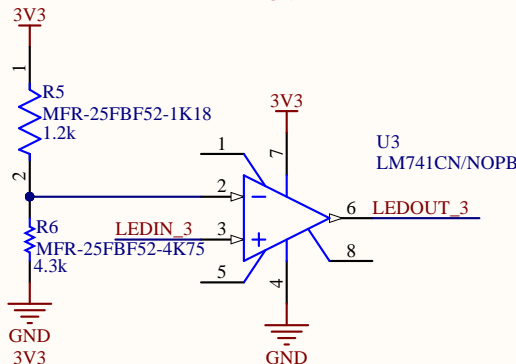 3V3
1
R5
MFR-25FBF52-1K18
1.2k
2
3V3
7
1
U3
LM741CN/NOPB
2
LEDIN_3
3
6
LEDOUT_3
R6
MFR-25FBF52-4K75
4.3k
5
4
8
GND
3V3
GND